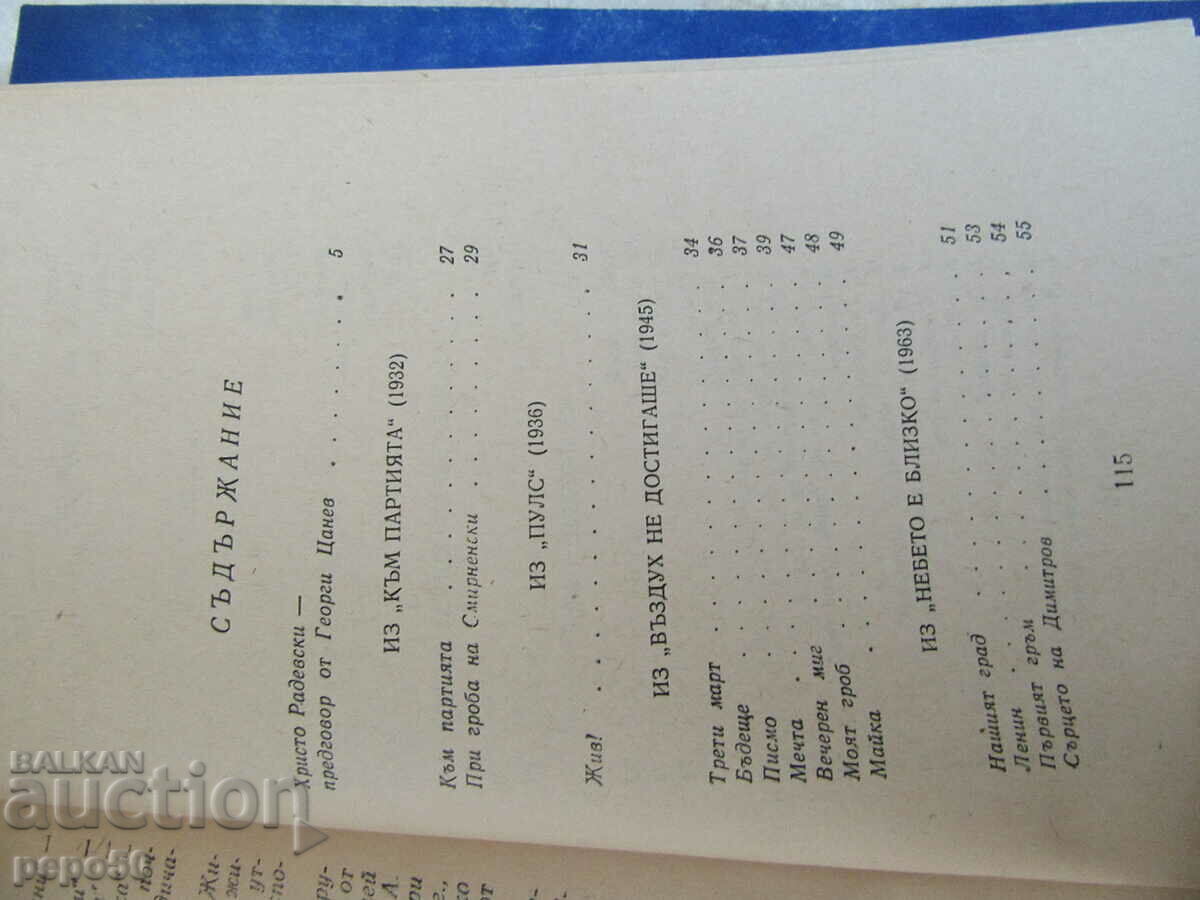 СЪДЪРЖАНИЕ
Христо Радевски —
предговор от Георги Цанев . . . . . . . 5
ИЗ „КЪМ ПАРТИЯТА“ (1932)
Към партията . . . . . . . . . . 27
При гроба на Смирненски . . . . . . . 29
ИЗ „ПУЛС“ (1936)
Жив! . . . . . . . . . . . . . 31
ИЗ „ВЪЗДУХ НЕ ДОСТИГАШЕ“ (1945)
Трети март . . . . . . . . . . . 34
Бъдеще . . . . . . . . . . . . 36
Писмо . . . . . . . . . . . . 37
Мечта . . . . . . . . . . . . 39
Вечерен миг . . . . . . . . . . 47
Моят гроб . . . . . . . . . . . 48
Майка . . . . . . . . . . . . 49
ИЗ „НЕБЕТО Е БЛИЗКО“ (1963)
Нашият град . . . . . . . . . . 51
Ленин . . . . . . . . . . . . 53
Първият гръм . . . . . . . . . . 54
Сърцето на Димитров . . . . . . . . 55
115
BALKAN
auction
pepo50